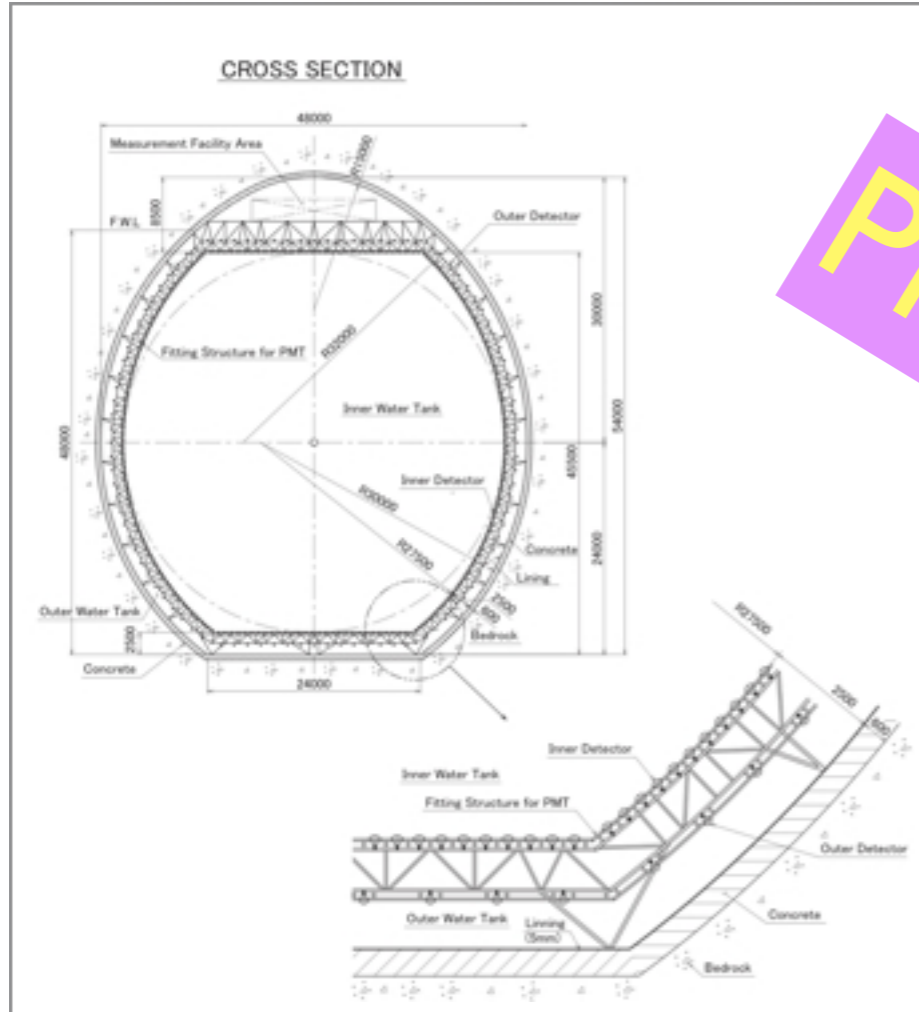 CROSS SECTION
48000
Measurement Facility Area
R15000
8500
F.W.L
Outer Detector
Fitting Structure for PMT
R32000
30000
54000
Inner Water Tank
48000
45500
Inner Detector
R30000
R27500
24000
Concrete
Lining
2500
600
Outer Water Tank
2500
Bedrock
Concrete
24000
R27500
2500
600
Inner Detector
Inner Water Tank
Fitting Structure for PMT
Outer Detector
Outer Water Tank
Linning
(5mm)
Concrete
Bedrock